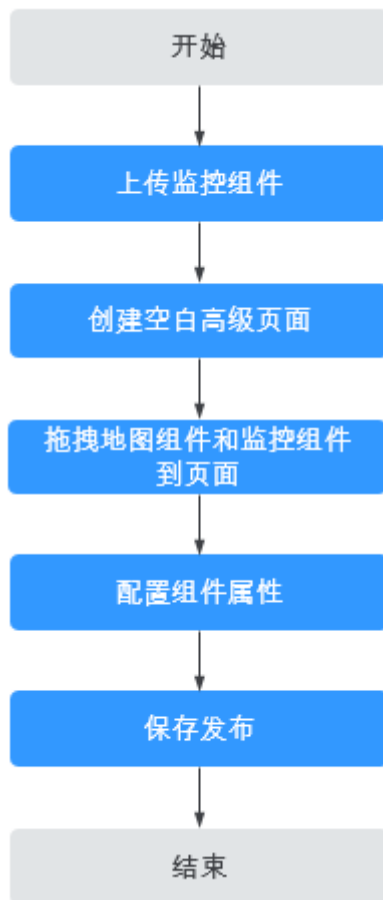 开始
上传监控组件
创建空白高级页面
拖拽地图组件和监控组件
到页面
配置组件属性
保存发布
结束